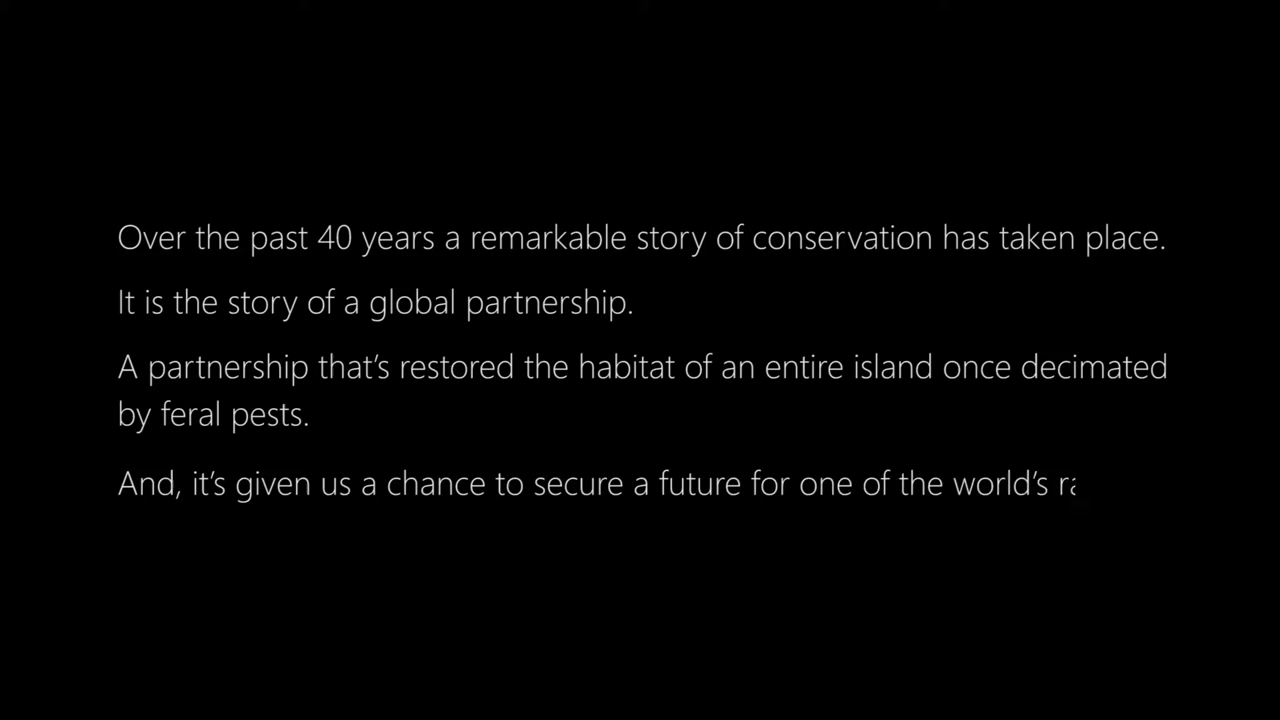 Over the past 40 years a remarkable story of conservation has taken place.
It is the story of a global partnership.
A partnership that’s restored the habitat of an entire island once decimated
by feral pests.
And, it’s given us a chance to secure a future for one of the world’s